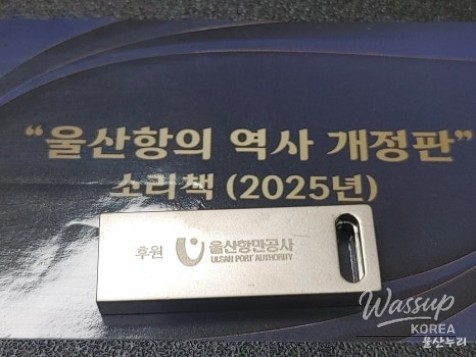 “울산항의 역사 개정판”
소리책 (2025년)
후원 울산항만공사
ULSAN PORT AUTHORITY
Wassup
KOREA
울산누리